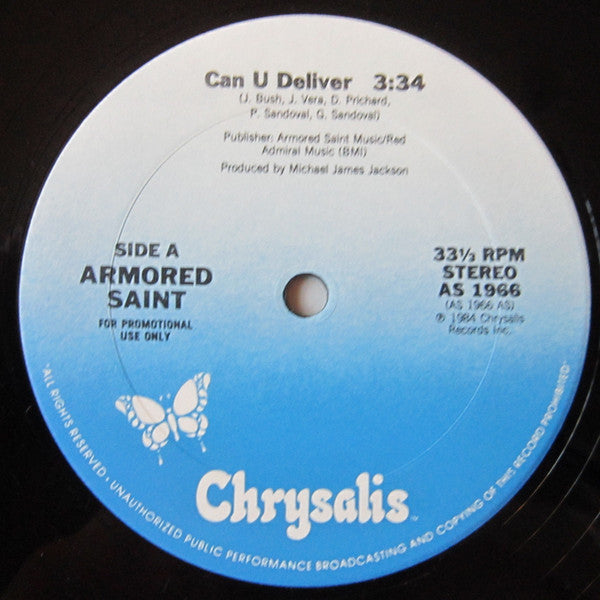 Can U Deliver 3:34
(J. Bush, J. Vera, D. Prichard,
P. Sandoval, G. Sandoval)
Publisher: Armored Saint Music/Red
Admiral Music (BMI)
Produced by Michael James Jackson
SIDE A
ARMORED
SAINT
FOR PROMOTIONAL
USE ONLY
33⅓ RPM
STEREO
AS 1966
(AS 1966 AS)
℗ 1984 Chrysalis
Records Inc.
Chrysalis™
•ALL RIGHTS RESERVED • UNAUTHORIZED PUBLIC PERFORMANCE BROADCASTING AND COPYING OF THIS RECORD PROHIBITED•